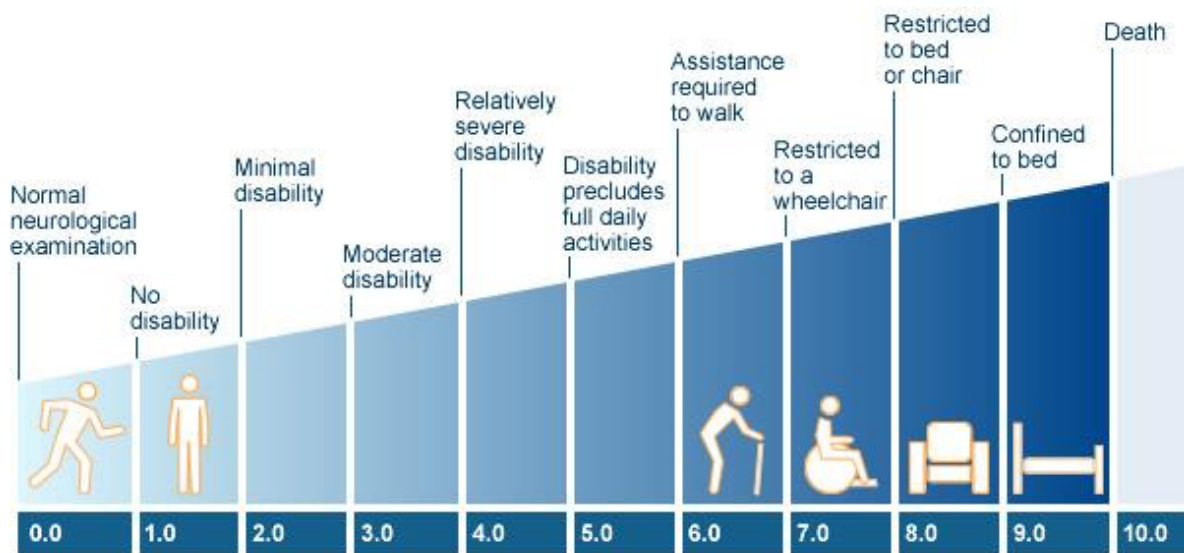 Normal
neurological
examination
No
disability
Minimal
disability
Moderate
disability
Relatively
severe
disability
Disability
precludes
full daily
activities
Assistance
required
to walk
Restricted
to a
wheelchair
Restricted
to bed
or chair
Confined
to bed
Death
0.0 1.0 2.0 3.0 4.0 5.0 6.0 7.0 8.0 9.0 10.0